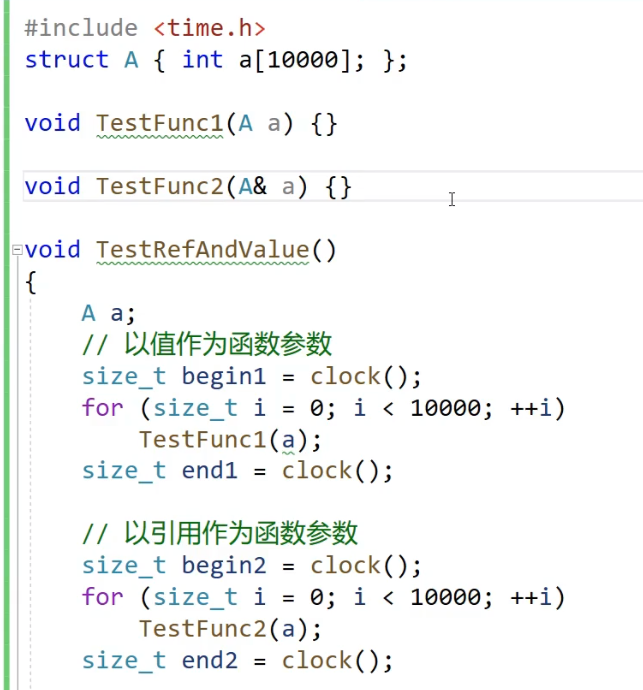 #include <time.h>
struct A { int a[10000]; };
void TestFunc1(A a) {}
void TestFunc2(A& a) {}
void TestRefAndValue()
{
A a;
// 以值作为函数参数
size_t begin1 = clock();
for (size_t i = 0; i < 10000; ++i)
TestFunc1(a);
size_t end1 = clock();
// 以引用作为函数参数
size_t begin2 = clock();
for (size_t i = 0; i < 10000; ++i)
TestFunc2(a);
size_t end2 = clock();